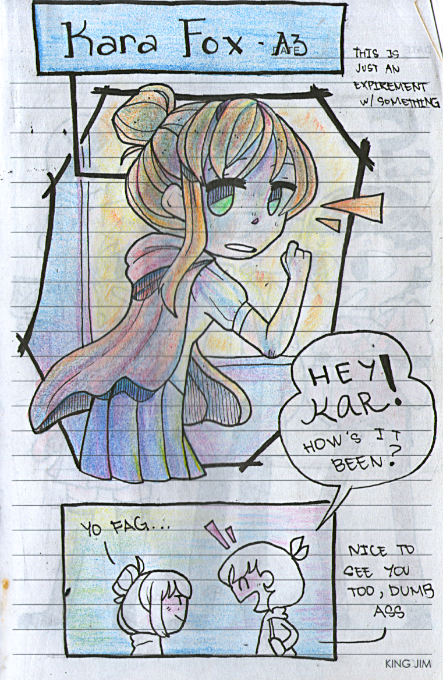 Kara Fox - A3
THIS IS
JUST AN
EXPIREMENT
W/ SOMETHING
HEY
KAR!
HOW'S IT
BEEN?
YO FAG...
NICE TO
SEE YOU
TOO, DUMB
ASS
KING JIM